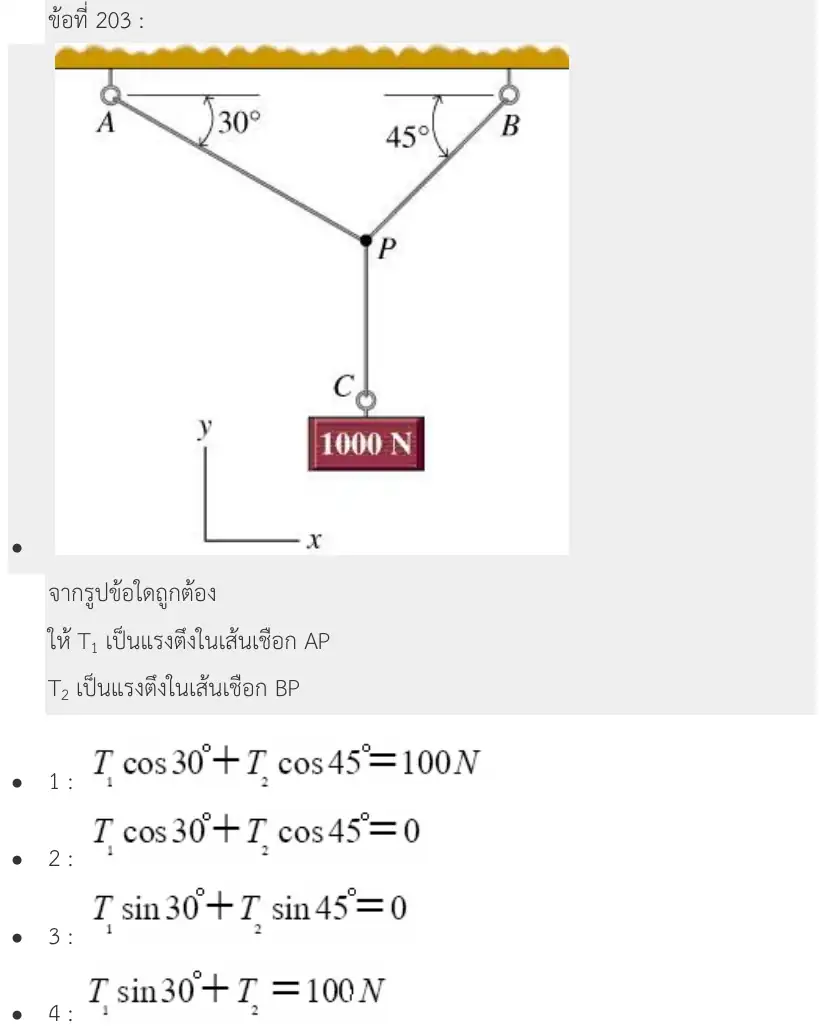 ข้อที่ 203 :
A 30° 45° B
P
C
1000 N
y
x
จากรูปข้อใดถูกต้อง
ให้ T₁ เป็นแรงตึงในเส้นเชือก AP
T₂ เป็นแรงตึงในเส้นเชือก BP
1 : T₁ cos 30° + T₂ cos 45° = 100 N
2 : T₁ cos 30° + T₂ cos 45° = 0
3 : T₁ sin 30° + T₂ sin 45° = 0
4 : T₁ sin 30° + T₂ = 100 N